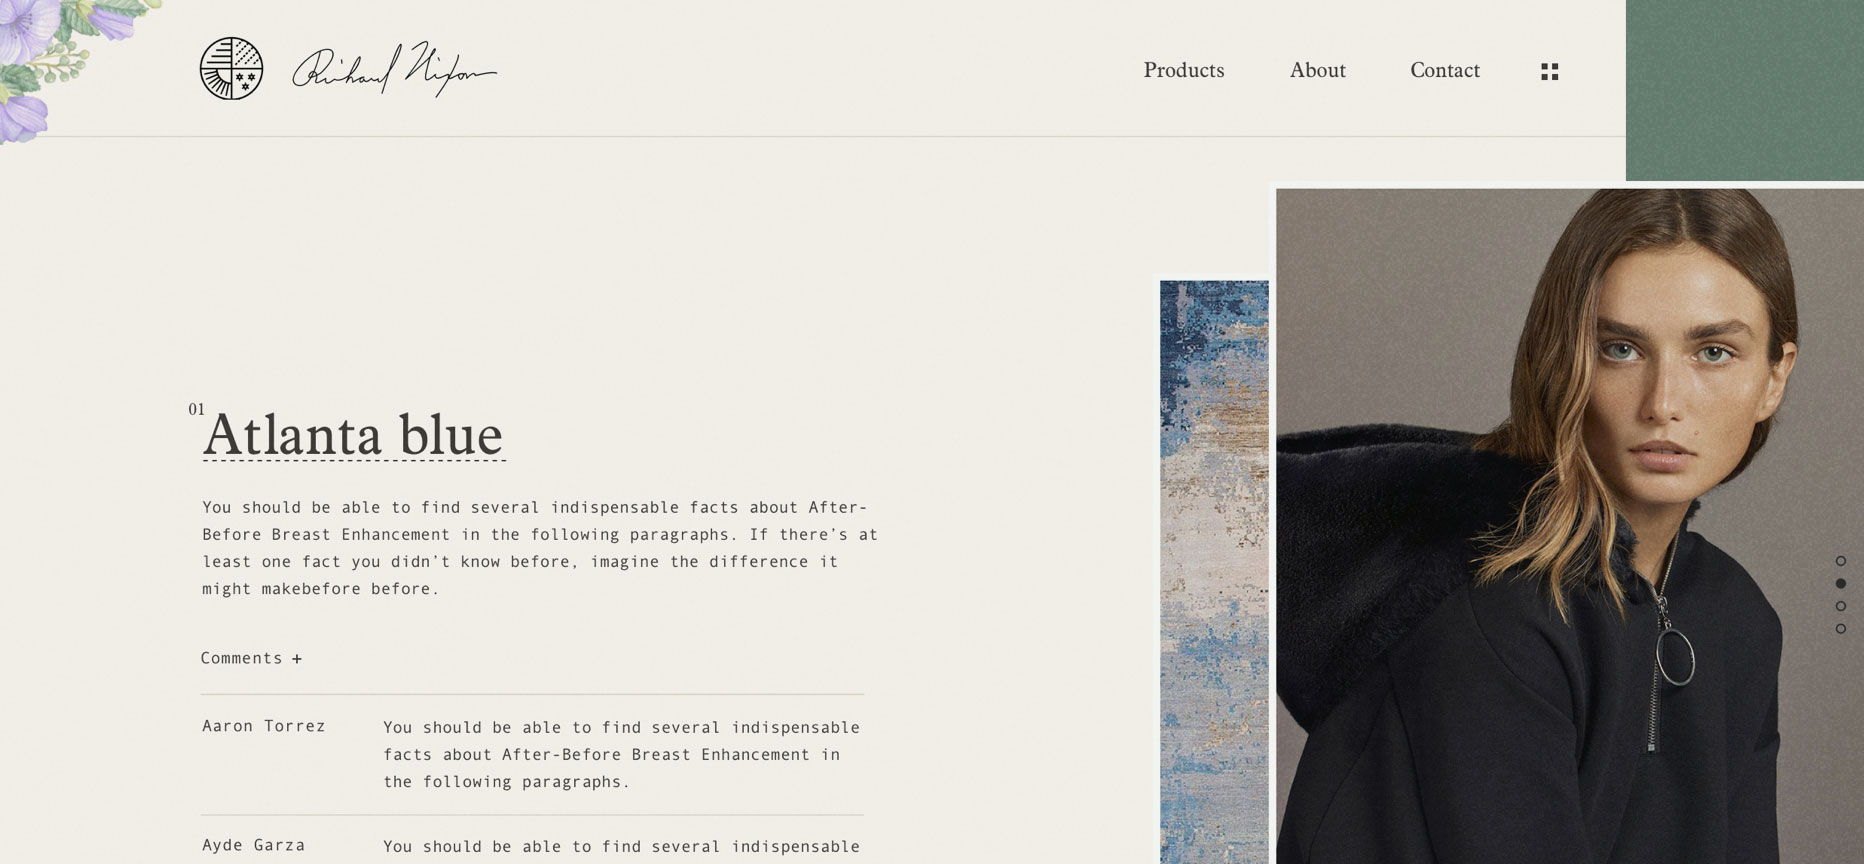 Richard Nixon
Products
About
Contact
01
Atlanta blue
You should be able to find several indispensable facts about After-
Before Breast Enhancement in the following paragraphs. If there’s at
least one fact you didn’t know before, imagine the difference it
might makebefore before.
Comments +
Aaron Torrez
You should be able to find several indispensable
facts about After-Before Breast Enhancement in
the following paragraphs.
Ayde Garza
You should be able to find several indispensable